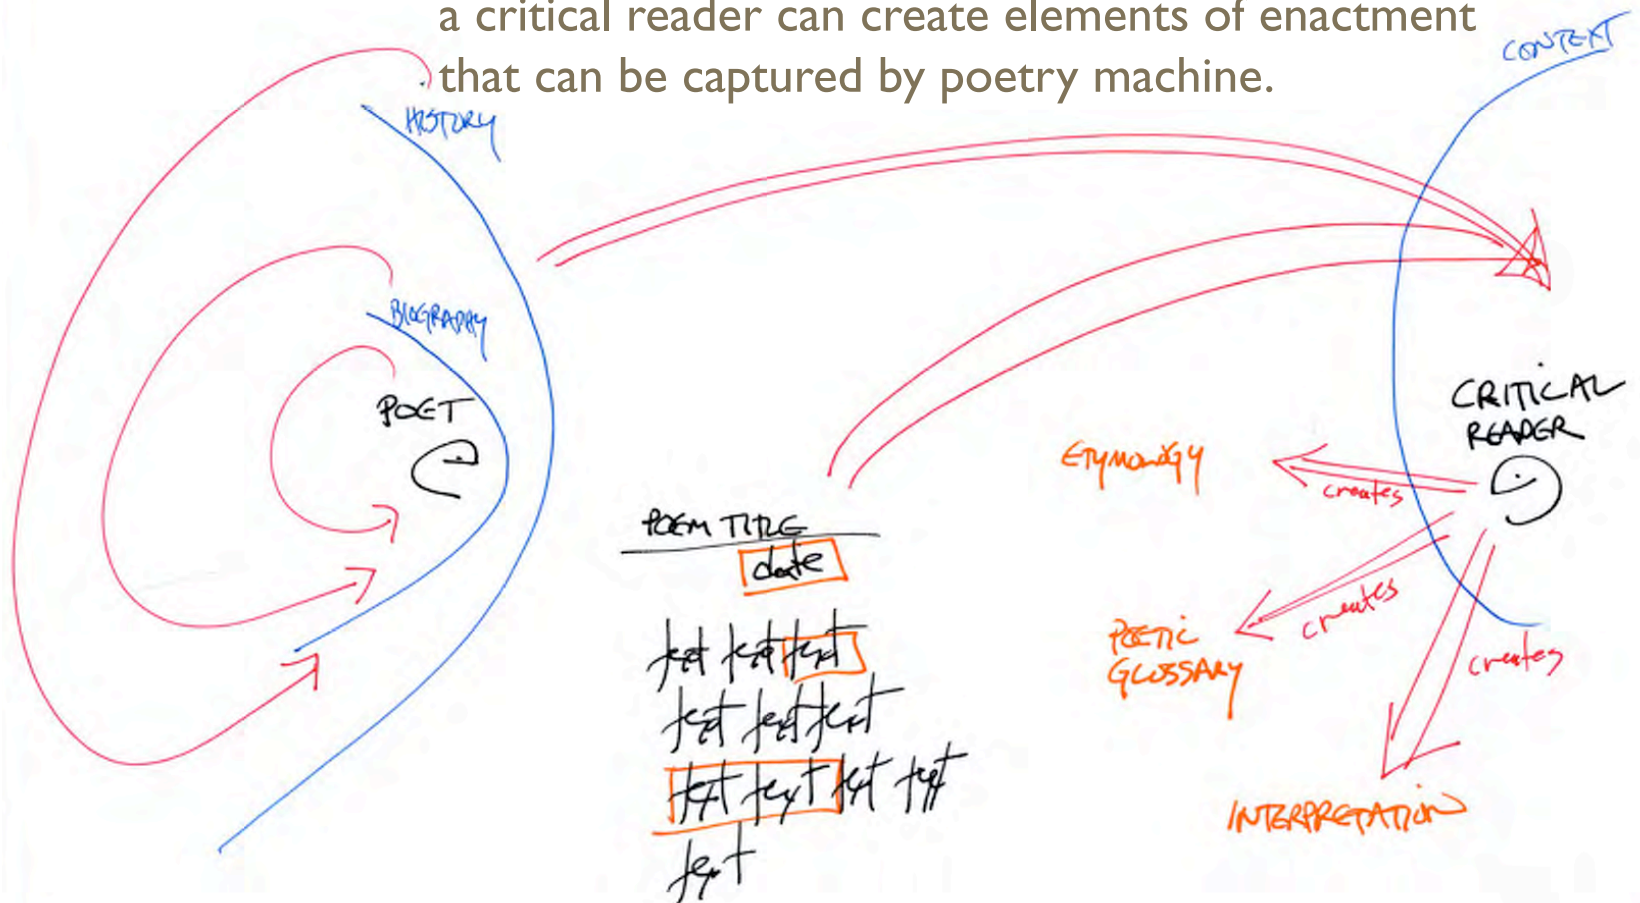 a critical reader can create elements of enactment
that can be captured by poetry machine.
CONTEXT
HISTORY
BIOGRAPHY
POET
CRITICAL
READER
ETYMOLOGY
creates
POEM TITLE
date
creates
text text text
POETIC
GLOSSARY
creates
text text text
text text text text
INTERPRETATION
text